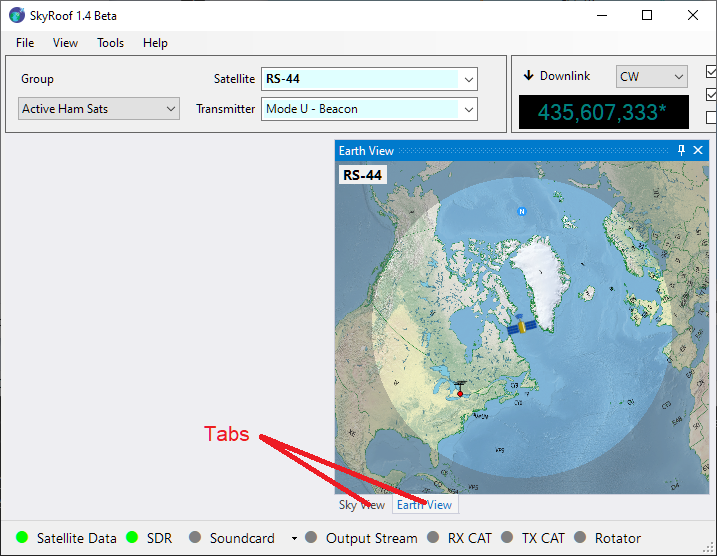 SkyRoof 1.4 Beta
File View Tools Help
Group Satellite RS-44
Active Ham Sats Transmitter Mode U - Beacon
Downlink CW
435,607,333*
Earth View
RS-44
N
Tabs
Sky View Earth View
Satellite Data SDR Soundcard Output Stream RX CAT TX CAT Rotator